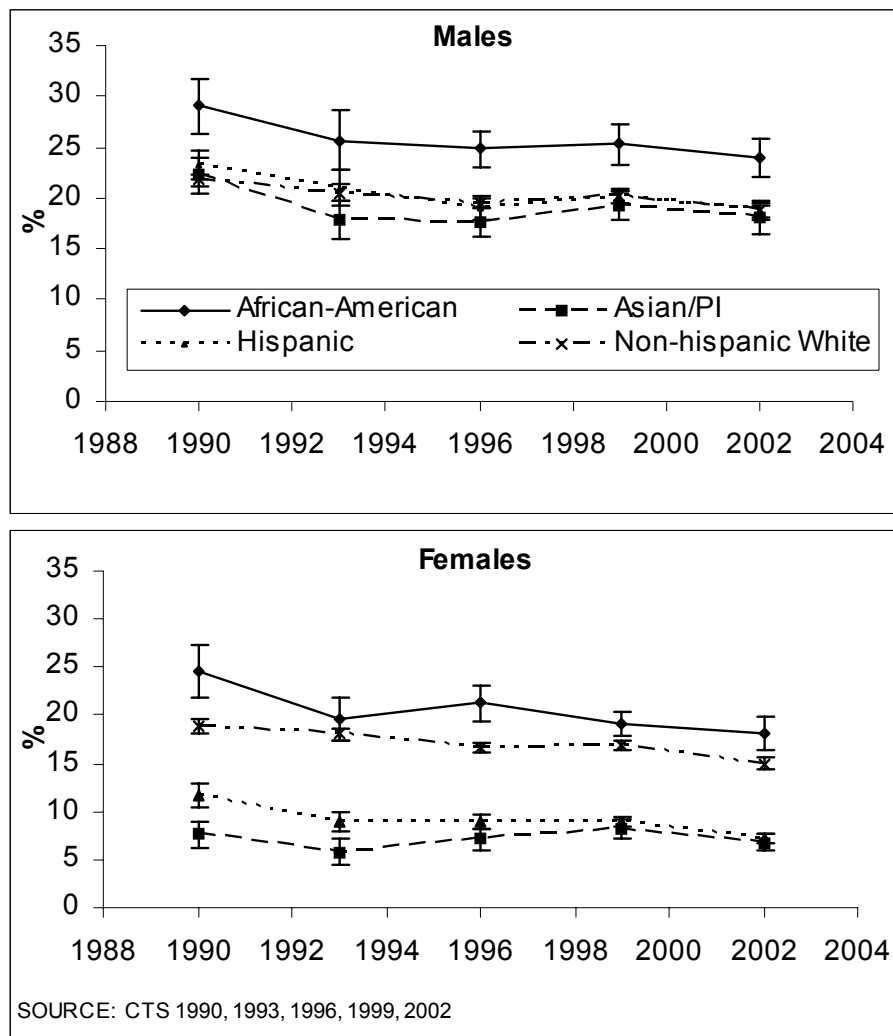 Males
35
30
25
20
15
10
5
0
%
African-American Asian/PI
Hispanic Non-hispanic White
1988 1990 1992 1994 1996 1998 2000 2002 2004
Females
35
30
25
20
15
10
5
0
%
1988 1990 1992 1994 1996 1998 2000 2002 2004
SOURCE: CTS 1990, 1993, 1996, 1999, 2002